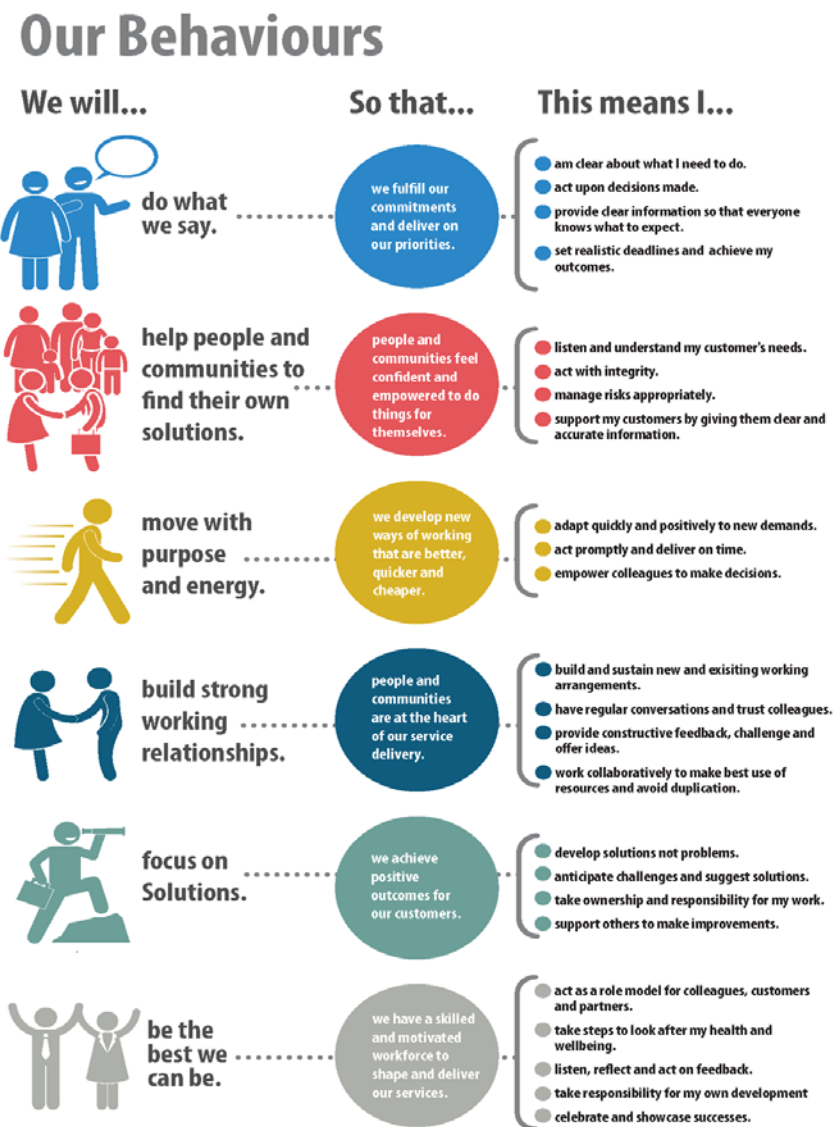 Our Behaviours
We will...
So that...
This means I...
do what
we say.
we fulfill our
commitments
and deliver on
our priorities.
am clear about what I need to do.
act upon decisions made.
provide clear information so that everyone
knows what to expect.
set realistic deadlines and achieve my
outcomes.
help people and
communities to
find their own
solutions.
people and
communities feel
confident and
empowered to do
things for
themselves.
listen and understand my customer's needs.
act with integrity.
manage risks appropriately.
support my customers by giving them clear and
accurate information.
move with
purpose
and energy.
we develop new
ways of working
that are better,
quicker and
cheaper.
adapt quickly and positively to new demands.
act promptly and deliver on time.
empower colleagues to make decisions.
build strong
working
relationships.
people and
communities
are at the heart
of our service
delivery.
build and sustain new and exisiting working
arrangements.
have regular conversations and trust colleagues.
provide constructive feedback, challenge and
offer ideas.
work collaboratively to make best use of
resources and avoid duplication.
focus on
Solutions.
we achieve
positive
outcomes for
our customers.
develop solutions not problems.
anticipate challenges and suggest solutions.
take ownership and responsibility for my work.
support others to make improvements.
be the
best we
can be.
we have a skilled
and motivated
workforce to
shape and deliver
our services.
act as a role model for colleagues, customers
and partners.
take steps to look after my health and
wellbeing.
listen, reflect and act on feedback.
take responsibility for my own development
celebrate and showcase successes.